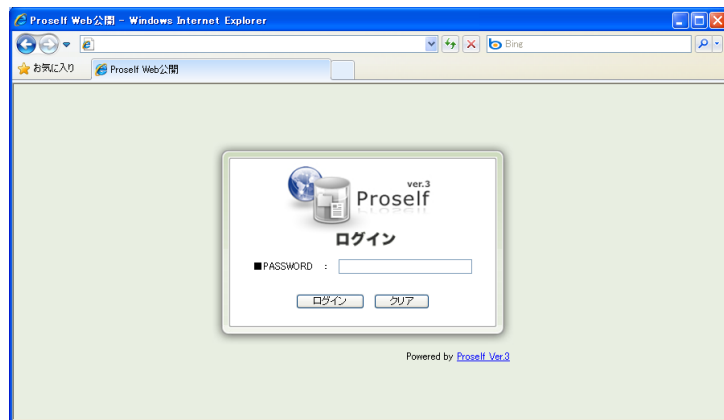 Proself Web公開 - Windows Internet Explorer
Bing
お気に入り
Proself Web公開
ver.3
Proself
ログイン
■PASSWORD :
ログイン クリア
Powered by Proself Ver.3